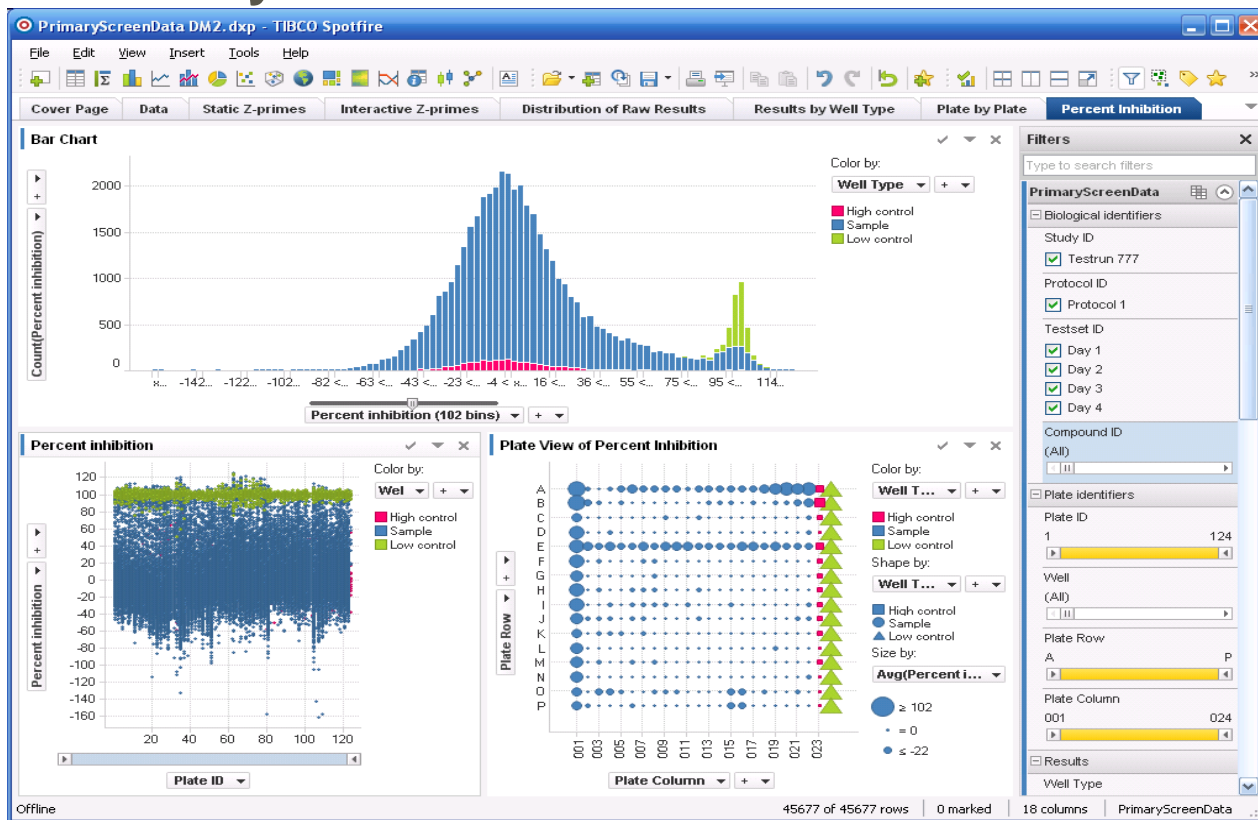 PrimaryScreenData DM2.dxp - TIBCO Spotfire
File Edit View Insert Tools Help
Cover Page Data Static Z-primes Interactive Z-primes Distribution of Raw Results Results by Well Type Plate by Plate Percent Inhibition
Bar Chart
Count(Percent inhibition)
2000
1500
1000
500
0
x... -142... -122... -102... -82 <... -63 <... -43 <... -23 <... -4 < x... 16 <... 36 <... 55 <... 75 <... 95 <... 114...
Percent inhibition (102 bins)
Color by:
Well Type
High control
Sample
Low control
Percent inhibition
Percent inhibition
120
100
80
60
40
20
0
-20
-40
-60
-80
-100
-120
-140
-160
20 40 60 80 100 120
Plate ID
Color by:
Wel
High control
Sample
Low control
Plate View of Percent Inhibition
Plate Row
A
B
C
D
E
F
G
H
I
J
K
L
M
N
O
P
001 003 005 007 009 011 013 015 017 019 021 023
Plate Column
Color by:
Well T...
High control
Sample
Low control
Shape by:
Well T...
High control
Sample
Low control
Size by:
Avg(Percent i...
≥ 102
= 0
≤ -22
Filters
Type to search filters
PrimaryScreenData
Biological identifiers
Study ID
Testrun 777
Protocol ID
Protocol 1
Testset ID
Day 1
Day 2
Day 3
Day 4
Compound ID
(All)
Plate identifiers
Plate ID
1 124
Well
(All)
Plate Row
A P
Plate Column
001 024
Results
Well Type
Offline 45677 of 45677 rows 0 marked 18 columns PrimaryScreenData